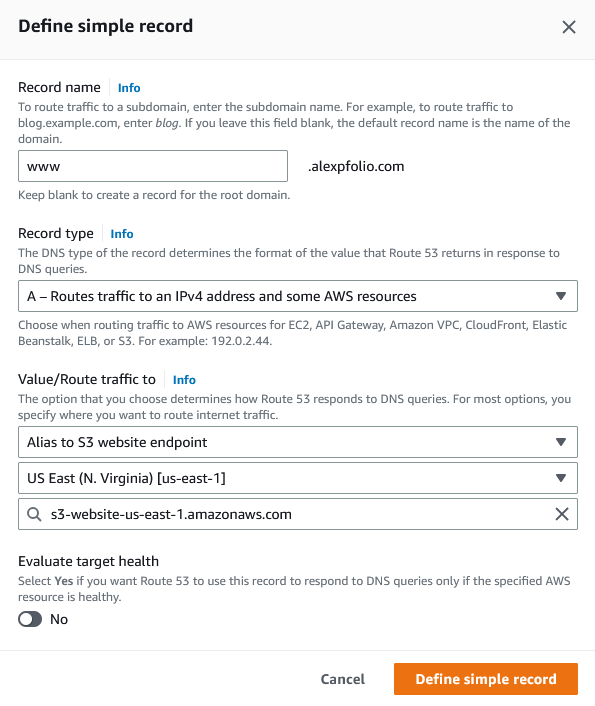 Define simple record
Record name Info
To route traffic to a subdomain, enter the subdomain name. For example, to route traffic to
blog.example.com, enter blog. If you leave this field blank, the default record name is the name of the
domain.
www .alexpfolio.com
Keep blank to create a record for the root domain.
Record type Info
The DNS type of the record determines the format of the value that Route 53 returns in response to
DNS queries.
A – Routes traffic to an IPv4 address and some AWS resources
Choose when routing traffic to AWS resources for EC2, API Gateway, Amazon VPC, CloudFront, Elastic
Beanstalk, ELB, or S3. For example: 192.0.2.44.
Value/Route traffic to Info
The option that you choose determines how Route 53 responds to DNS queries. For most options, you
specify where you want to route internet traffic.
Alias to S3 website endpoint
US East (N. Virginia) [us-east-1]
s3-website-us-east-1.amazonaws.com
Evaluate target health
Select Yes if you want Route 53 to use this record to respond to DNS queries only if the specified AWS
resource is healthy.
No
Cancel Define simple record